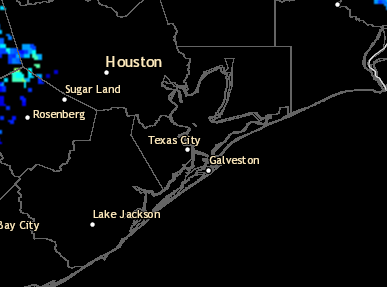 Houston
Sugar Land
Rosenberg
Texas City
Galveston
Lake Jackson
Bay City